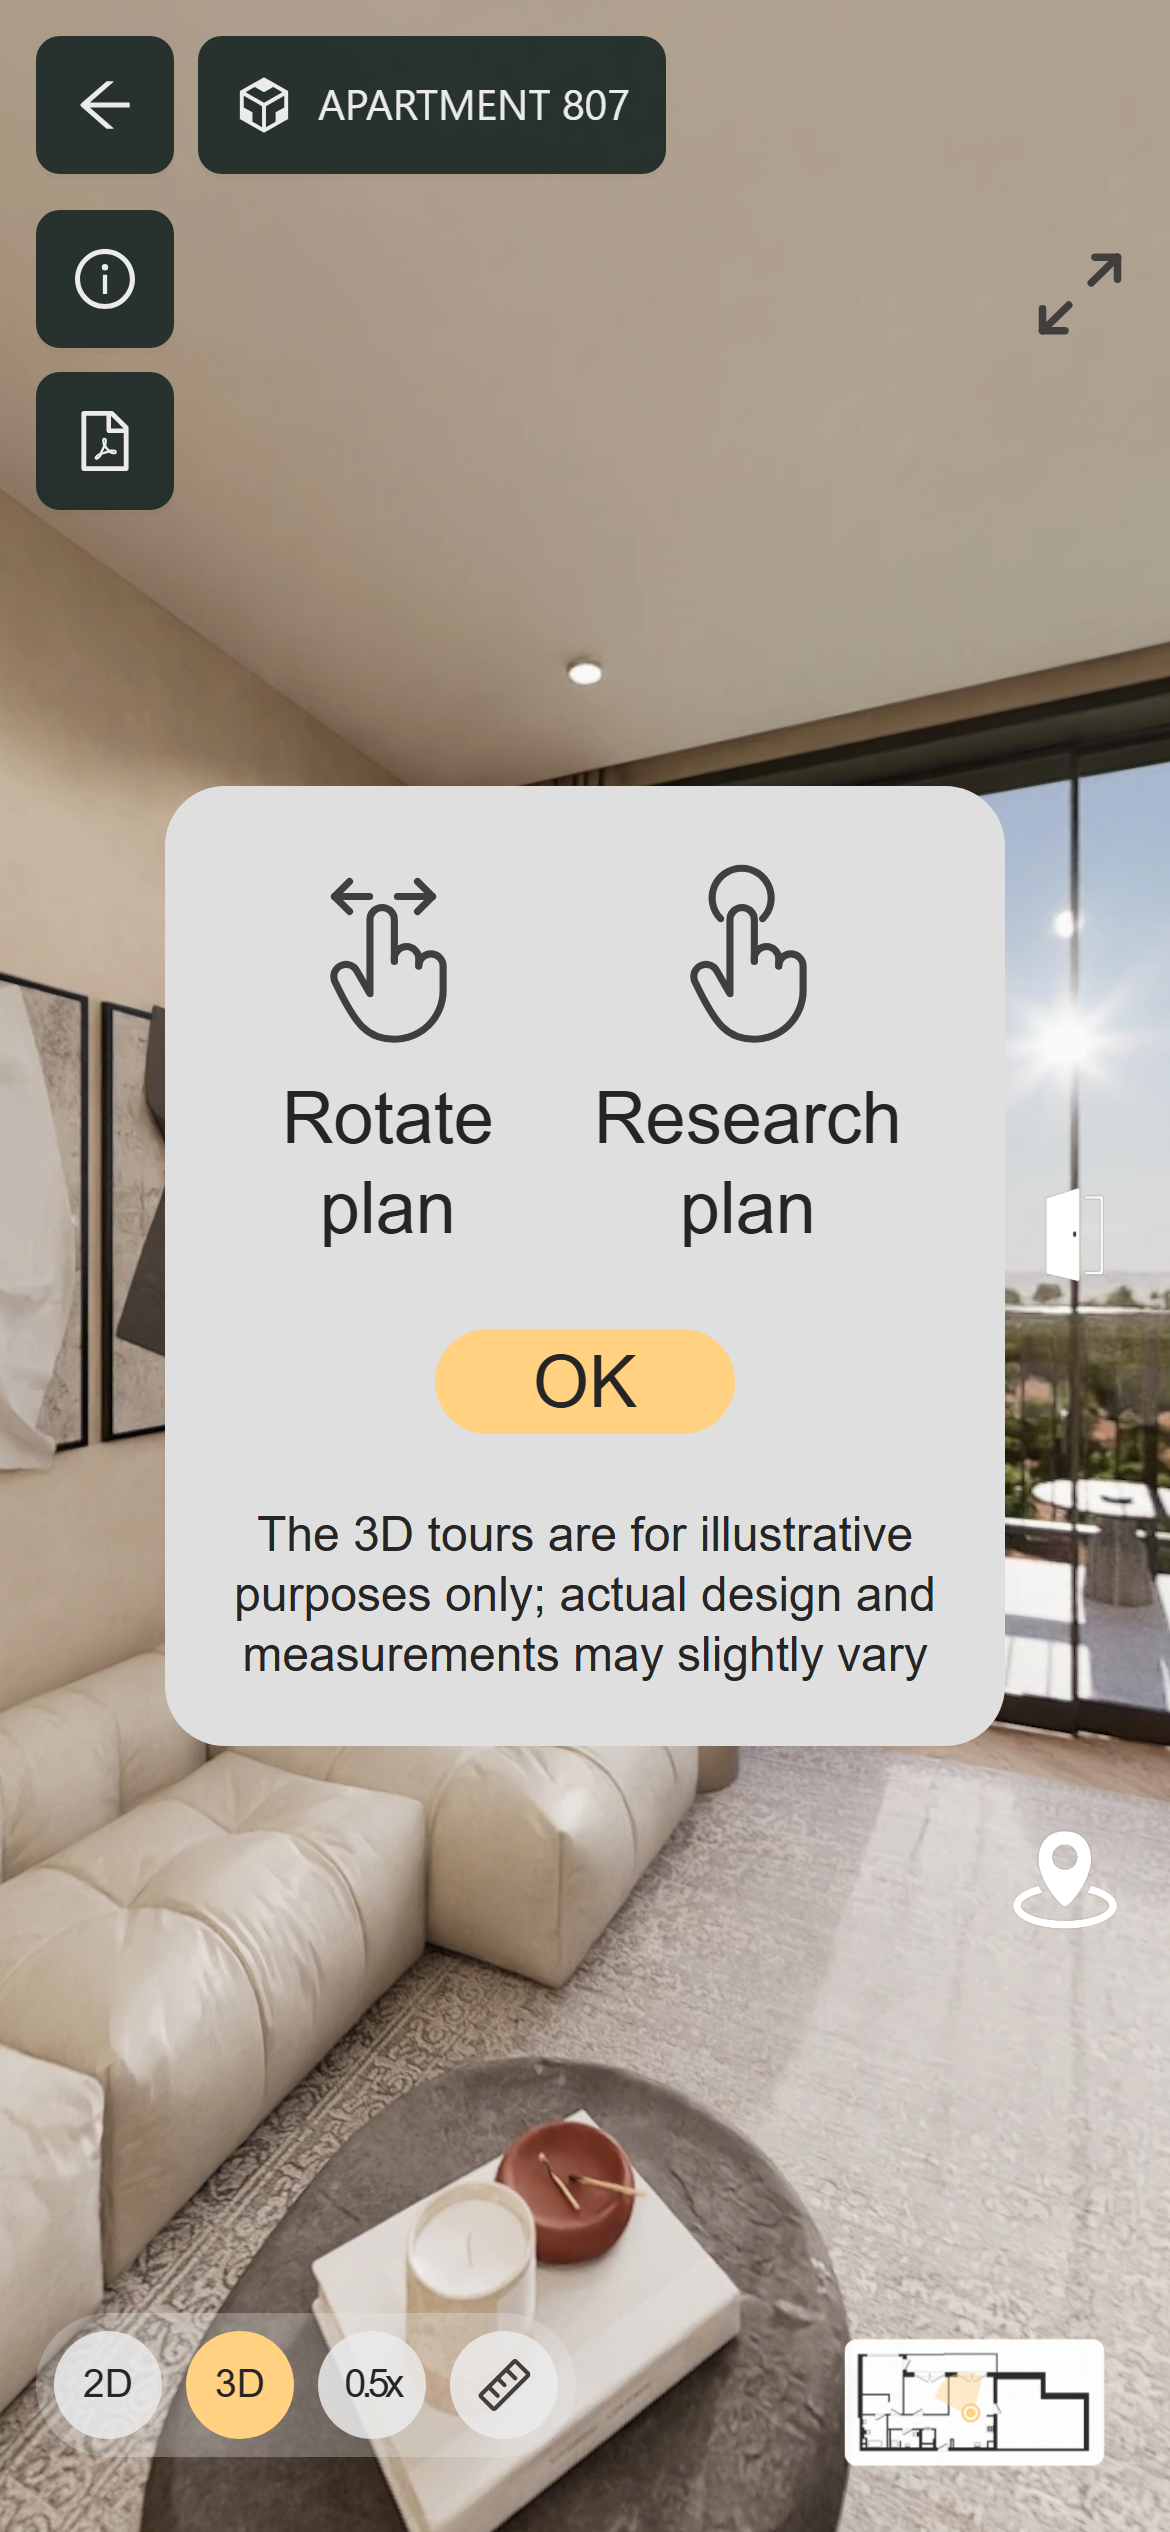 APARTMENT 807
Rotate
plan
Research
plan
OK
The 3D tours are for illustrative
purposes only; actual design and
measurements may slightly vary
2D
3D
0.5x